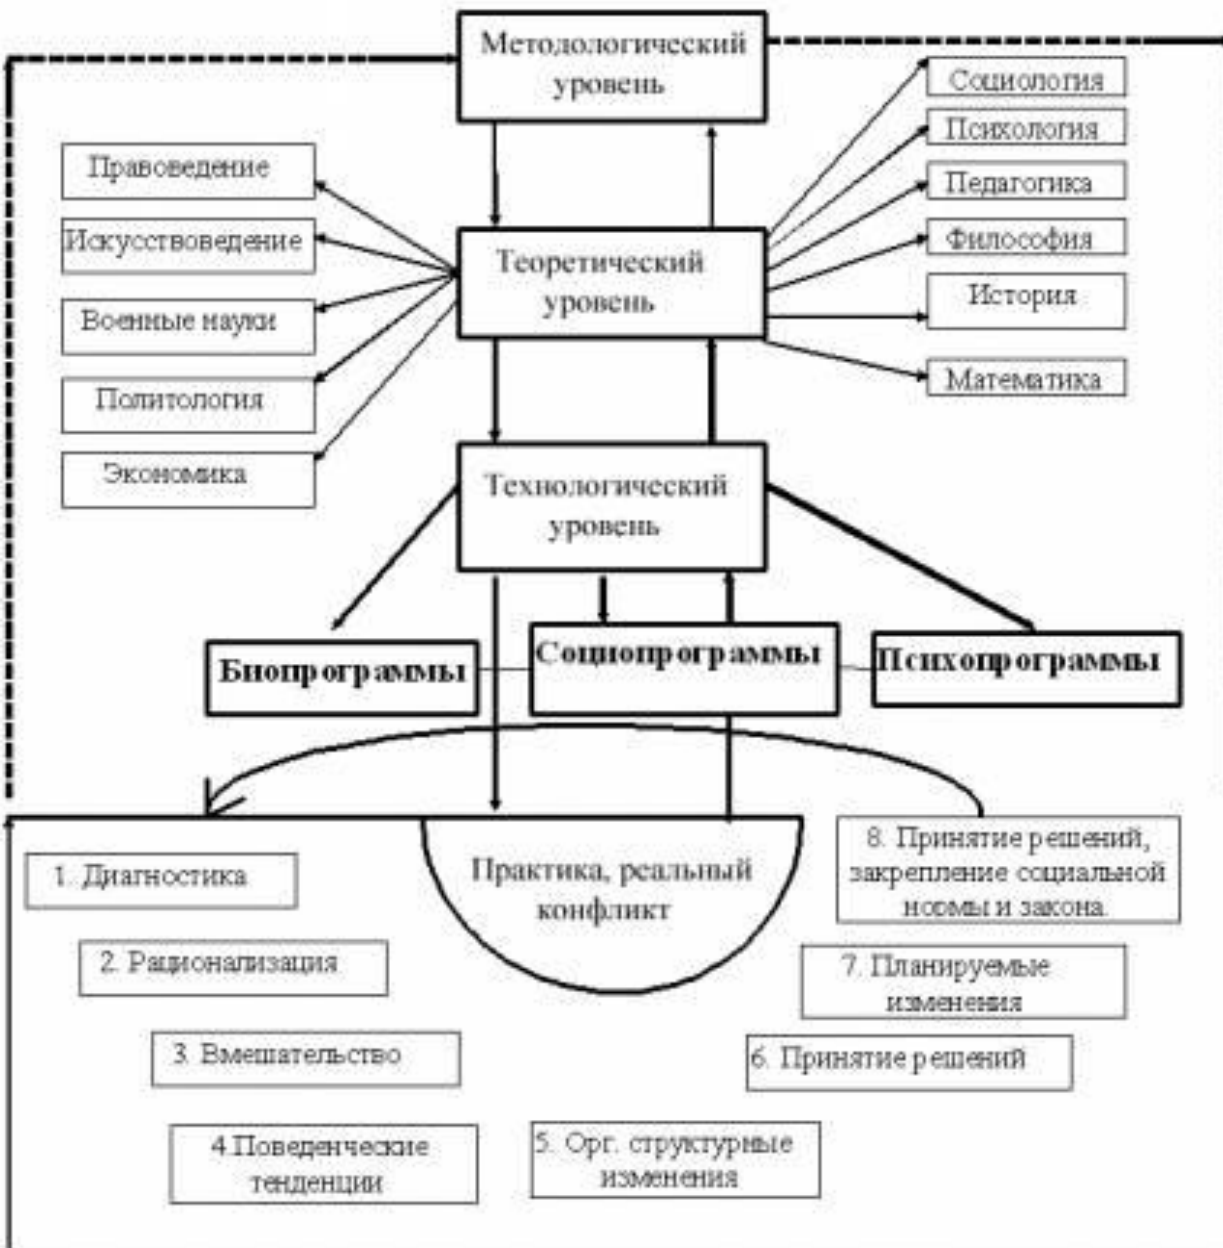 Методологический
уровень
Социология
Психология
Правоведение
Педагогика
Искусствоведение
Философия
Теоретический
уровень
История
Военные науки
Математика
Политология
Экономика
Технологический
уровень
Биопрограммы
Социопрограммы
Психопрограммы
Практика, реальный
конфликт
1. Диагностика
2. Рационализация
3. Вмешательство
4.Поведенческие
тенденции
5. Орг. структурные
изменения
6. Принятие решений
7. Планируемые
изменения
8. Принятие решений,
закрепление социальной
нормы и закона.